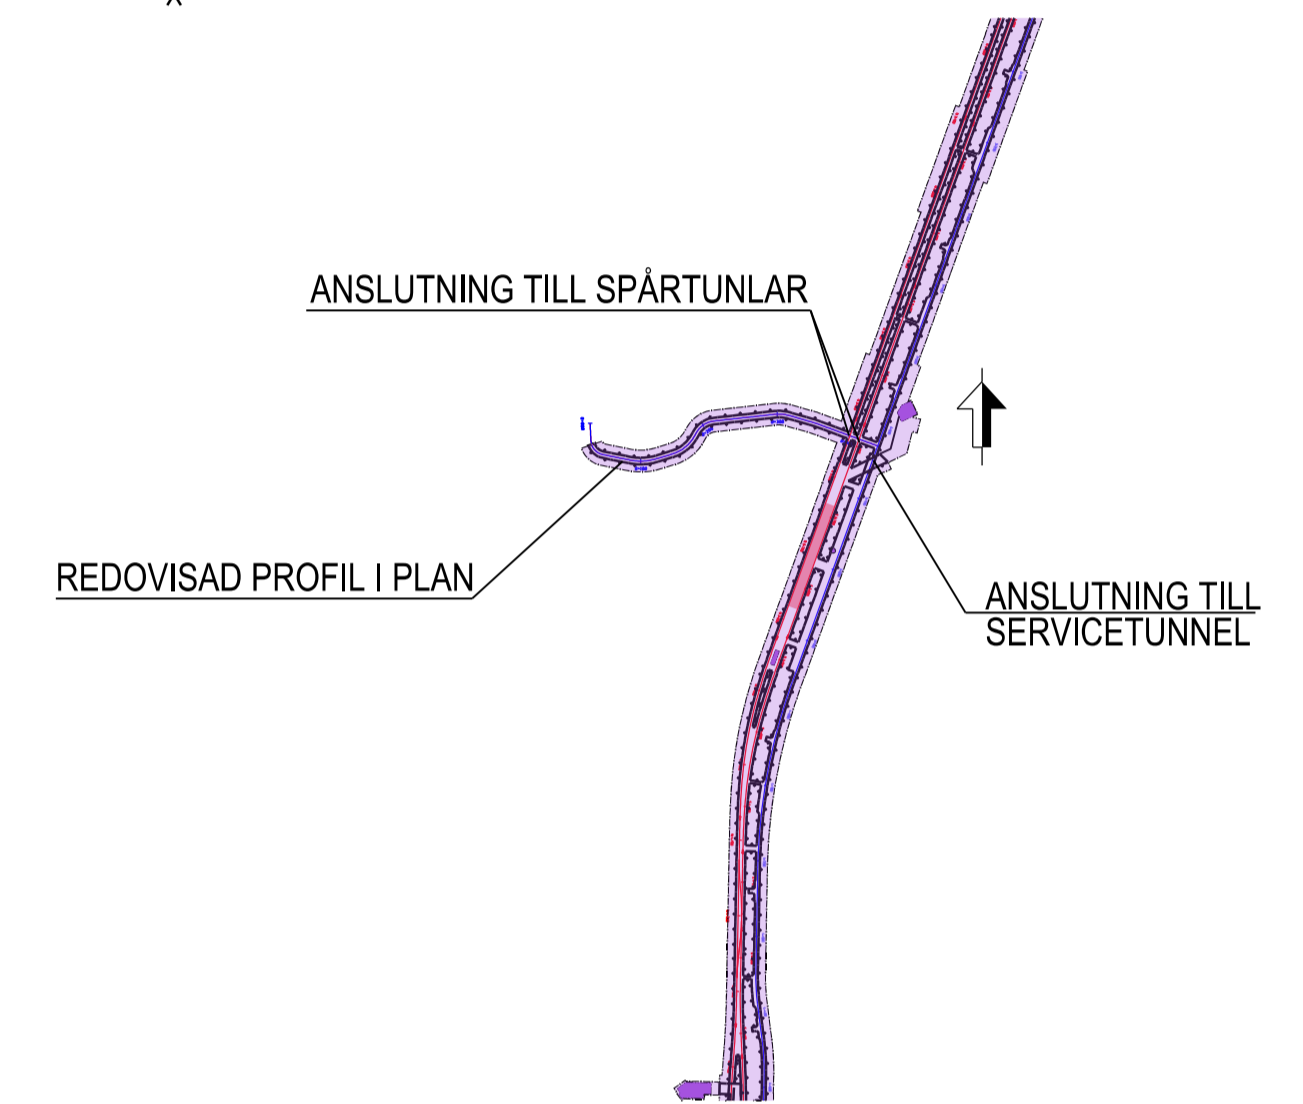 ANSLUTNING TILL SPÅRTUNLAR
REDOVISAD PROFIL I PLAN
ANSLUTNING TILL
SERVICETUNNEL